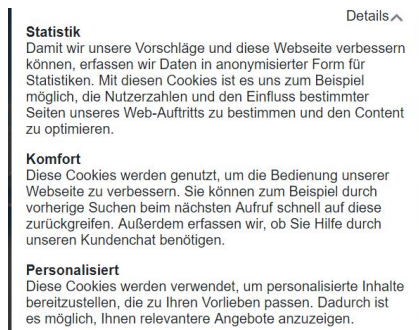 Details
Statistik
Damit wir unsere Vorschläge und diese Webseite verbessern
können, erfassen wir Daten in anonymisierter Form für
Statistiken. Mit diesen Cookies ist es uns zum Beispiel
möglich, die Nutzerzahlen und den Einfluss bestimmter
Seiten unseres Web-Auftritts zu bestimmen und den Content
zu optimieren.
Komfort
Diese Cookies werden genutzt, um die Bedienung unserer
Webseite zu verbessern. Sie können zum Beispiel durch
vorherige Suchen beim nächsten Aufruf schnell auf diese
zurückgreifen. Außerdem erfassen wir, ob Sie Hilfe durch
unseren Kundenchat benötigen.
Personalisiert
Diese Cookies werden verwendet, um personalisierte Inhalte
bereitzustellen, die zu Ihren Vorlieben passen. Dadurch ist
es möglich, Ihnen relevantere Angebote anzuzeigen.